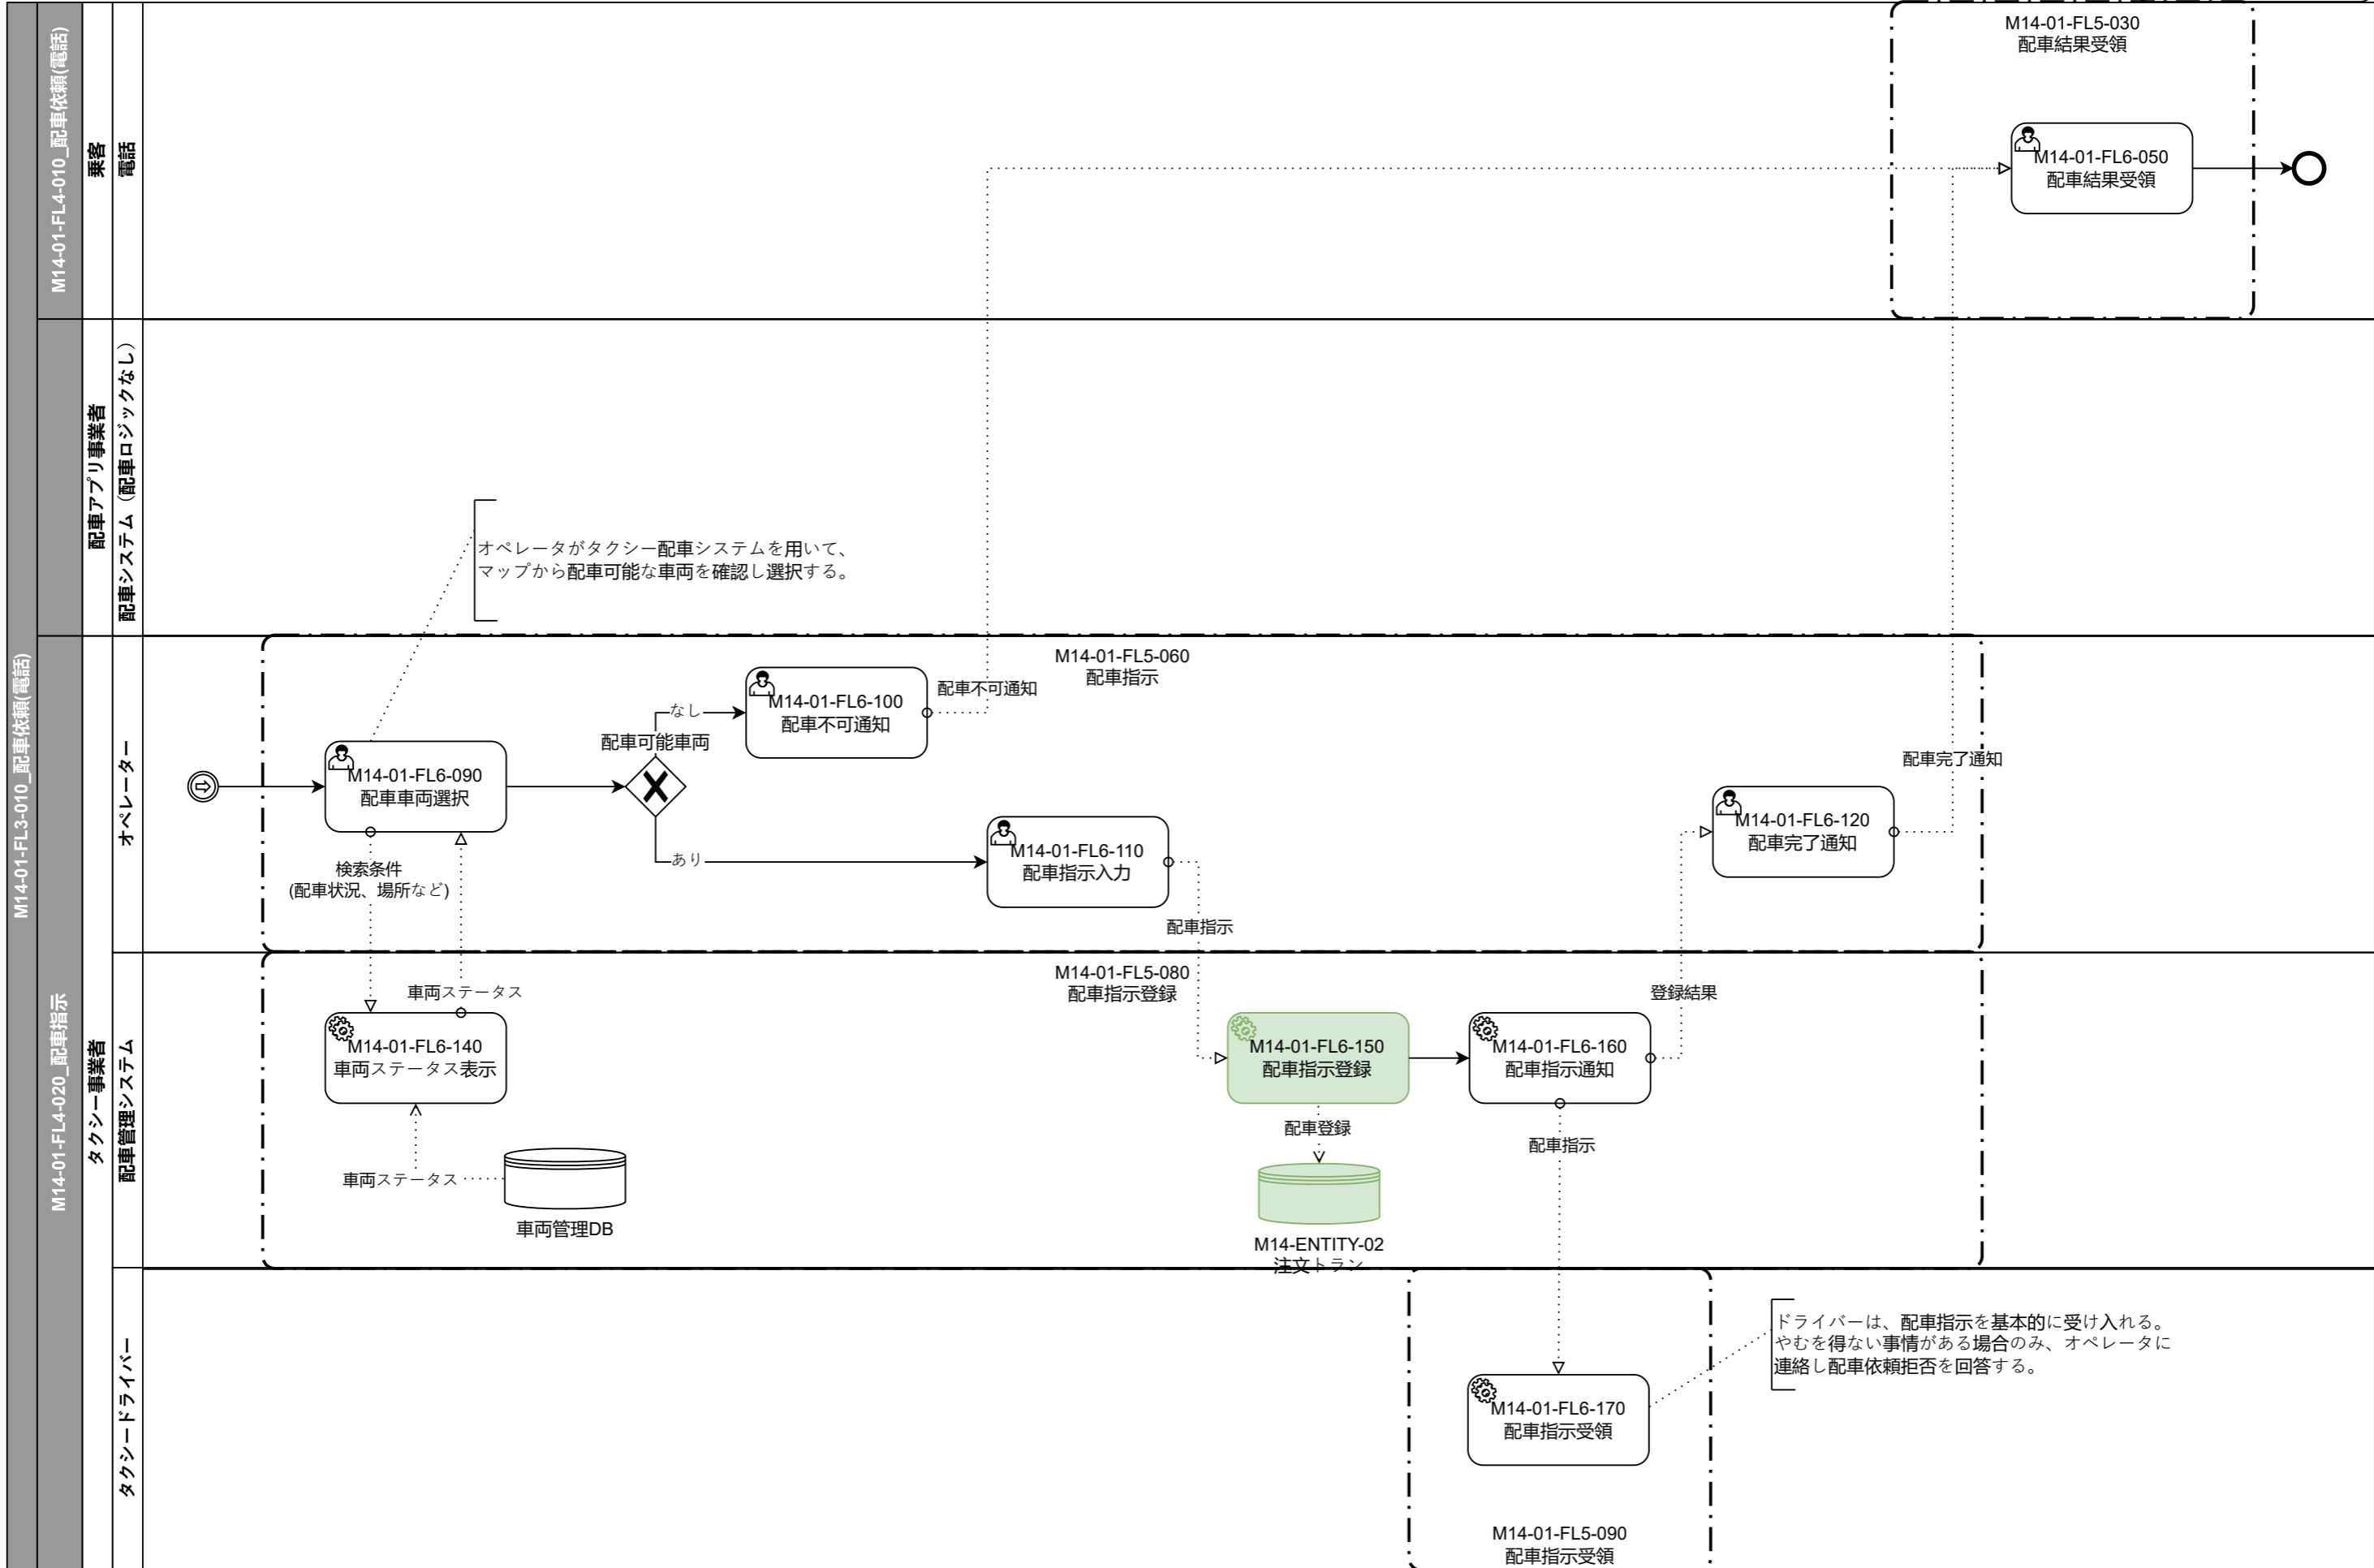 M14-01-FL3-010_配車依頼(電話)
M14-01-FL4-010_配車依頼(電話)
乗客
電話
M14-01-FL5-030
配車結果受領
M14-01-FL6-050
配車結果受領
配車アプリ事業者
配車システム（配車ロジックなし）
オペレータがタクシー配車システムを用いて、
マップから配車可能な車両を確認し選択する。
M14-01-FL4-020_配車指示
タクシー事業者
オペレーター
M14-01-FL5-060
配車指示
M14-01-FL6-090
配車車両選択
配車可能車両
なし
あり
M14-01-FL6-100
配車不可通知
配車不可通知
M14-01-FL6-110
配車指示入力
配車指示
M14-01-FL6-120
配車完了通知
配車完了通知
検索条件
(配車状況、場所など)
配車管理システム
M14-01-FL5-080
配車指示登録
車両ステータス
M14-01-FL6-140
車両ステータス表示
車両ステータス
車両管理DB
M14-01-FL6-150
配車指示登録
配車登録
M14-ENTITY-02
注文トラン
M14-01-FL6-160
配車指示通知
登録結果
配車指示
タクシードライバー
M14-01-FL6-170
配車指示受領
ドライバーは、配車指示を基本的に受け入れる。
やむを得ない事情がある場合のみ、オペレータに
連絡し配車依頼拒否を回答する。
M14-01-FL5-090
配車指示受領